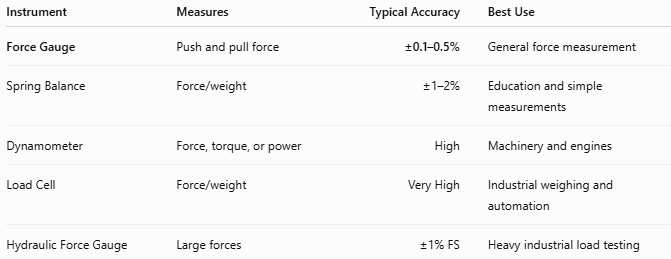 Instrument Measures Typical Accuracy Best Use
Force Gauge Push and pull force ±0.1–0.5% General force measurement
Spring Balance Force/weight ±1–2% Education and simple
measurements
Dynamometer Force, torque, or power High Machinery and engines
Load Cell Force/weight Very High Industrial weighing and
automation
Hydraulic Force Gauge Large forces ±1% FS Heavy industrial load testing